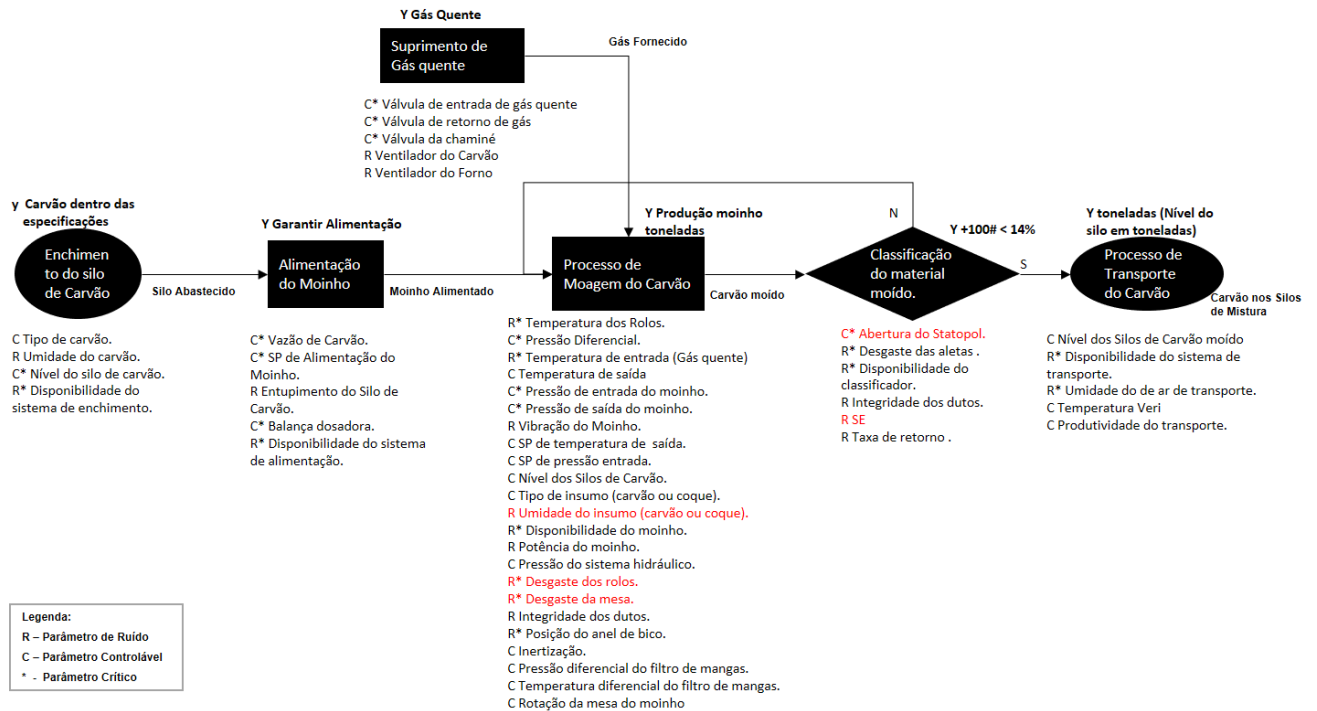 Y Gás Quente
Suprimento de
Gás quente
Gás Fornecido
C* Válvula de entrada de gás quente
C* Válvula de retorno de gás
C* Válvula da chaminé
R Ventilador do Carvão
R Ventilador do Forno
y Carvão dentro das
especificações
Enchimen
to do silo
de Carvão
Silo Abastecido
C Tipo de carvão.
R Umidade do carvão.
C* Nível do silo de carvão.
R* Disponibilidade do
sistema de enchimento.
Y Garantir Alimentação
Alimentação
do Moinho
Moinho Alimentado
C* Vazão de Carvão.
C* SP de Alimentação do
Moinho.
R Entupimento do Silo de
Carvão.
C* Balança dosadora.
R* Disponibilidade do sistema
de alimentação.
Y Produção moinho
toneladas
Processo de
Moagem do Carvão
Carvão moído
R* Temperatura dos Rolos.
C* Pressão Diferencial.
R* Temperatura de entrada (Gás quente)
C Temperatura de saída
C* Pressão de entrada do moinho.
C* Pressão de saída do moinho.
R Vibração do Moinho.
C SP de temperatura de saída.
C SP de pressão entrada.
C Nível dos Silos de Carvão.
C Tipo de insumo (carvão ou coque).
R Umidade do insumo (carvão ou coque).
R* Disponibilidade do moinho.
R Potência do moinho.
C Pressão do sistema hidráulico.
R* Desgaste dos rolos.
R* Desgaste da mesa.
R Integridade dos dutos.
R* Posição do anel de bico.
C Inertização.
C Pressão diferencial do filtro de mangas.
C Temperatura diferencial do filtro de mangas.
C Rotação da mesa do moinho
N
Y +100# < 14%
Classificação
do material
moído.
S
C* Abertura do Statopol.
R* Desgaste das aletas .
R* Disponibilidade do
classificador.
R Integridade dos dutos.
R SE
R Taxa de retorno .
Y toneladas (Nível do
silo em toneladas)
Processo de
Transporte
do Carvão
Carvão nos Silos
de Mistura
C Nível dos Silos de Carvão moído
R* Disponibilidade do sistema de
transporte.
R* Umidade do de ar de transporte.
C Temperatura Veri
C Produtividade do transporte.
Legenda:
R – Parâmetro de Ruído
C – Parâmetro Controlável
* - Parâmetro Crítico